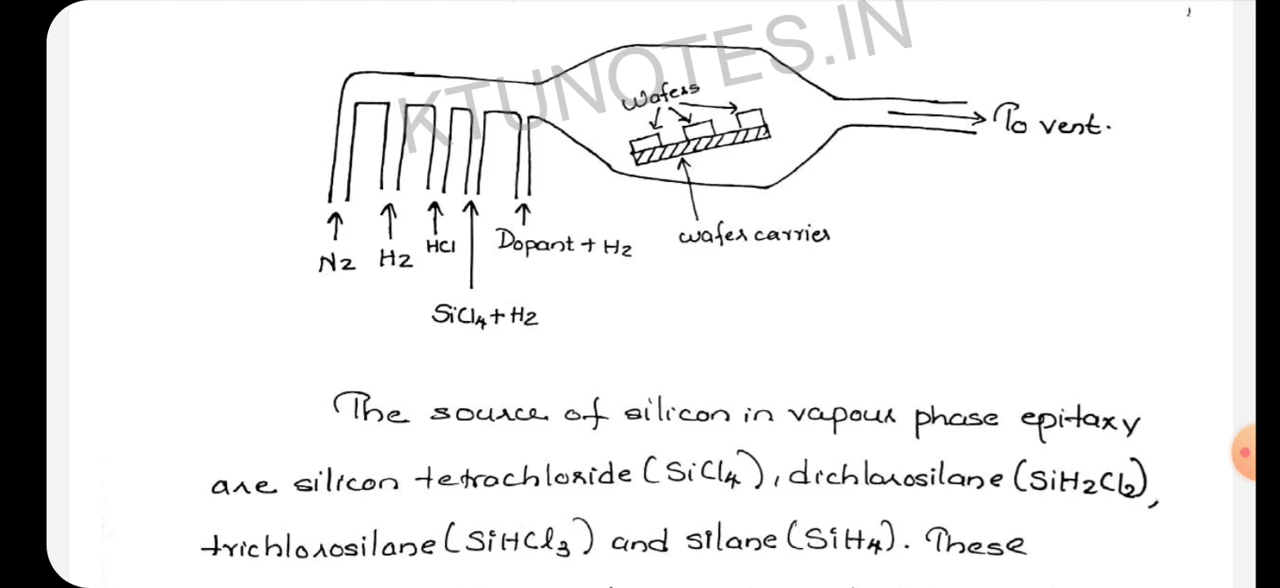 KTUNOTES.IN
Wafers
To vent.
wafer carrier
N2
H2
HCl
Dopant + H2
SiCl4 + H2
The source of silicon in vapour phase epitaxy
are silicon tetrachloride (SiCl4), dichlorosilane (SiH2Cl2),
trichlorosilane (SiHCl3) and silane (SiH4). These